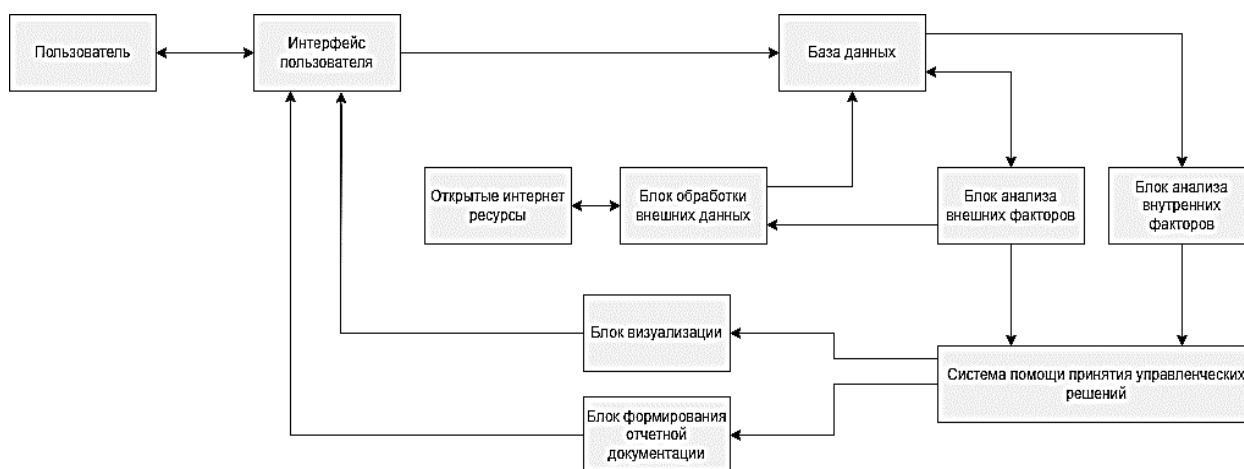 Пользователь
Интерфейс
пользователя
База данных
Открытые интернет
ресурсы
Блок обработки
внешних данных
Блок анализа
внешних факторов
Блок анализа
внутренних
факторов
Блок визуализации
Система помощи принятия управленческих
решений
Блок формирования
отчетной
документации